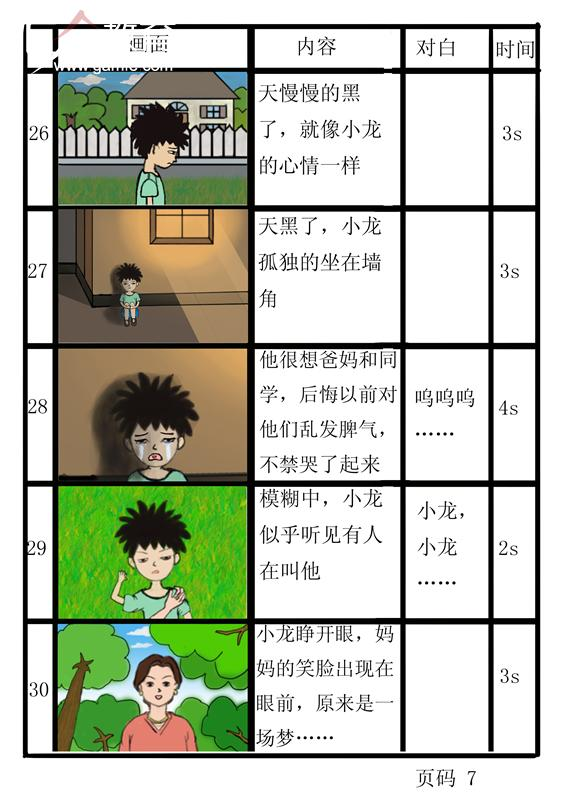 画面 内容 对白 时间
www.gamfe.com
26 天慢慢的黑 3s
了，就像小龙
的心情一样
27 天黑了，小龙 3s
孤独的坐在墙
角
28 他很想爸妈和同 呜呜呜 4s
学，后悔以前对 ……
他们乱发脾气，
不禁哭了起来
29 模糊中，小龙 小龙， 2s
似乎听见有人 小龙
在叫他 ……
30 小龙睁开眼，妈 3s
妈的笑脸出现在
眼前，原来是一
场梦……
页码 7